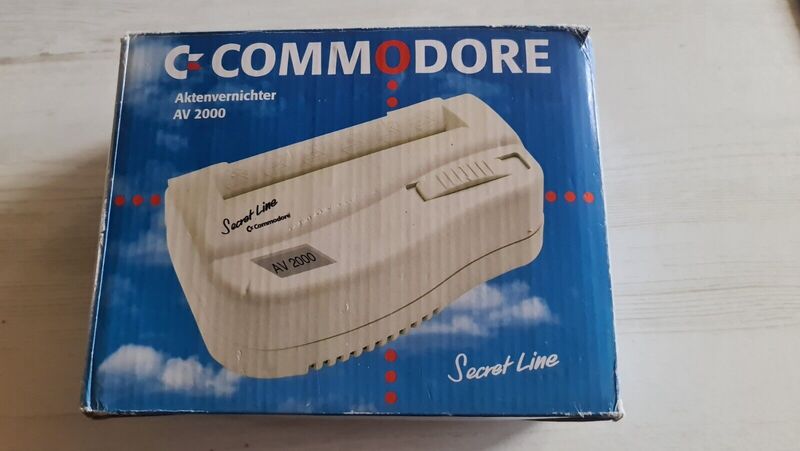 COMMODORE
Aktenvernichter
AV 2000
Secret Line
Commodore
AV 2000
Secret Line